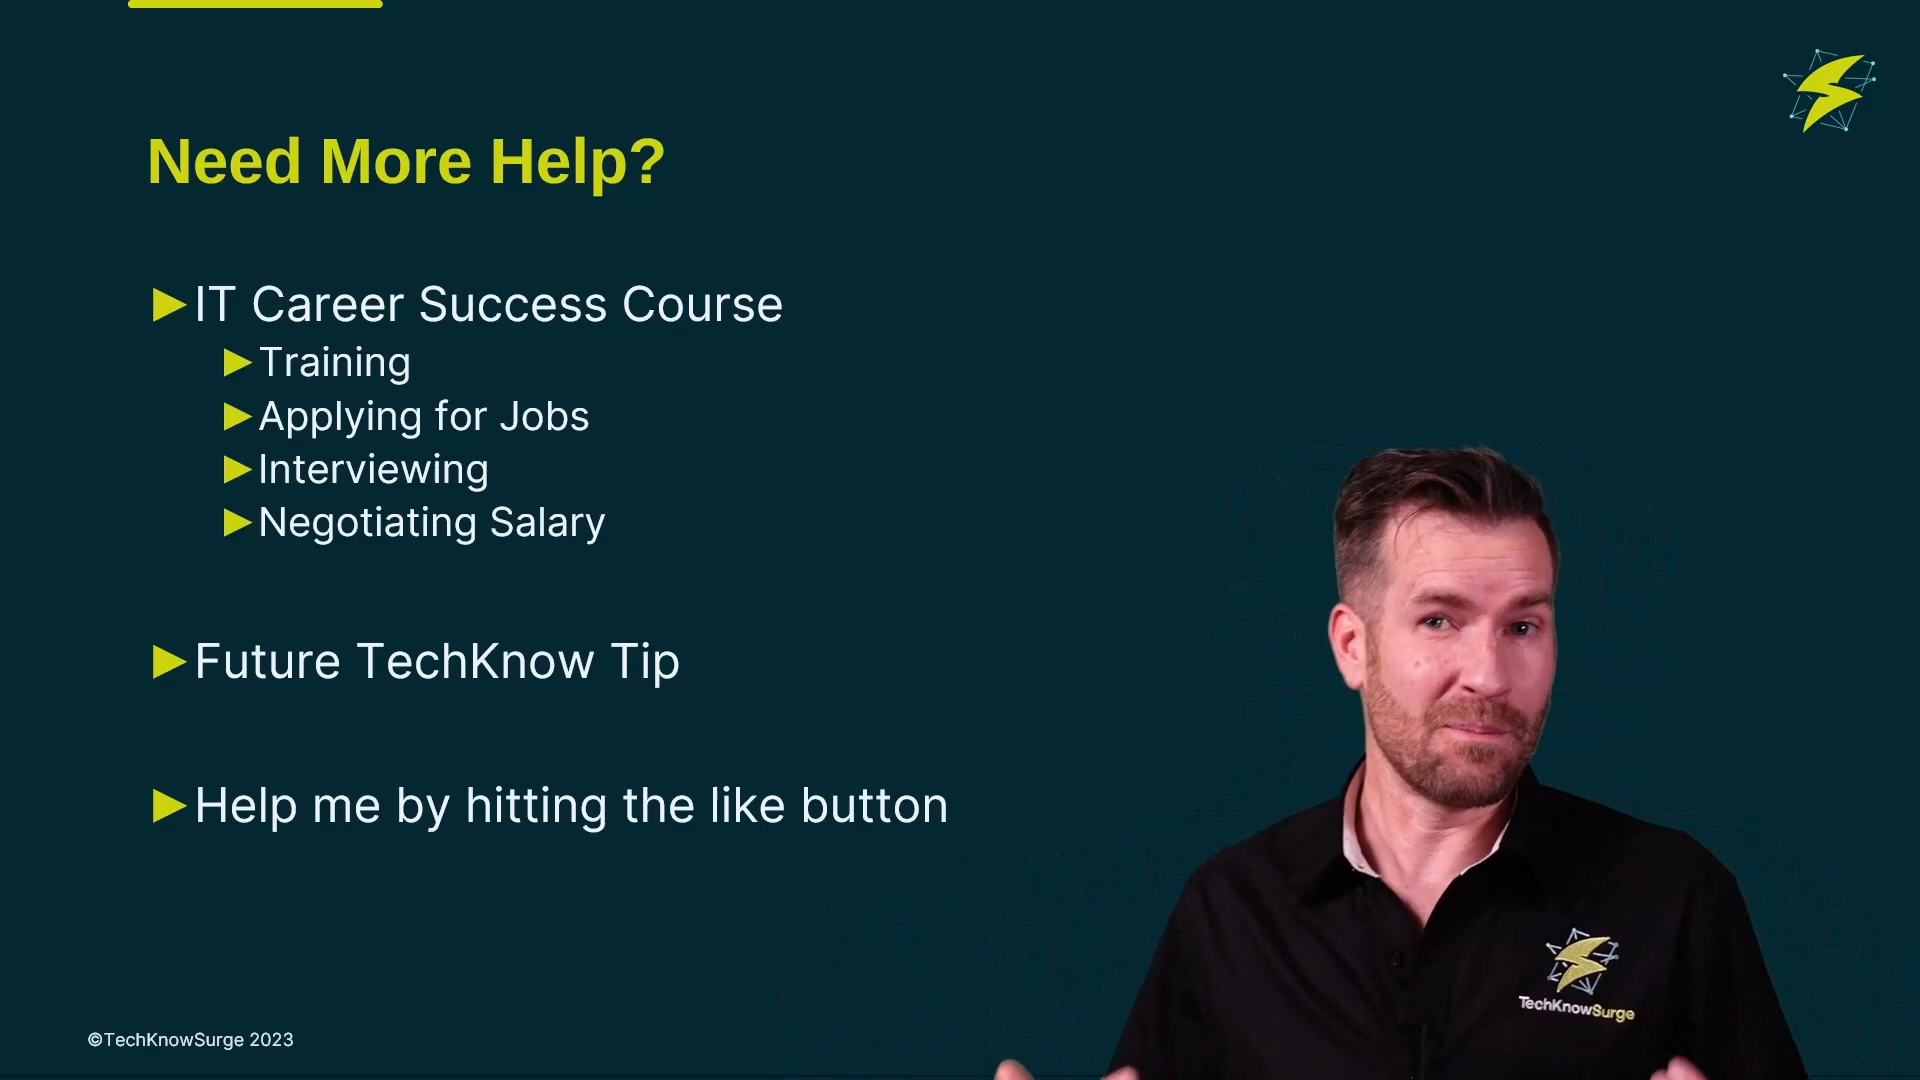 Need More Help?
IT Career Success Course
Training
Applying for Jobs
Interviewing
Negotiating Salary
Future TechKnow Tip
Help me by hitting the like button
TechKnowSurge
©TechKnowSurge 2023